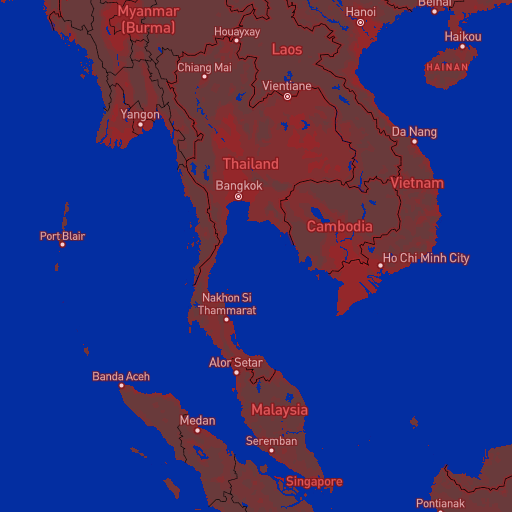 Myanmar
(Burma)
Hanoi
Beihai
Houayxay
Laos
Haikou
HAINAN
Chiang Mai
Vientiane
Yangon
Da Nang
Thailand
Bangkok
Vietnam
Port Blair
Cambodia
Ho Chi Minh City
Nakhon Si
Thammarat
Alor Setar
Banda Aceh
Malaysia
Medan
Seremban
Singapore
Pontianak